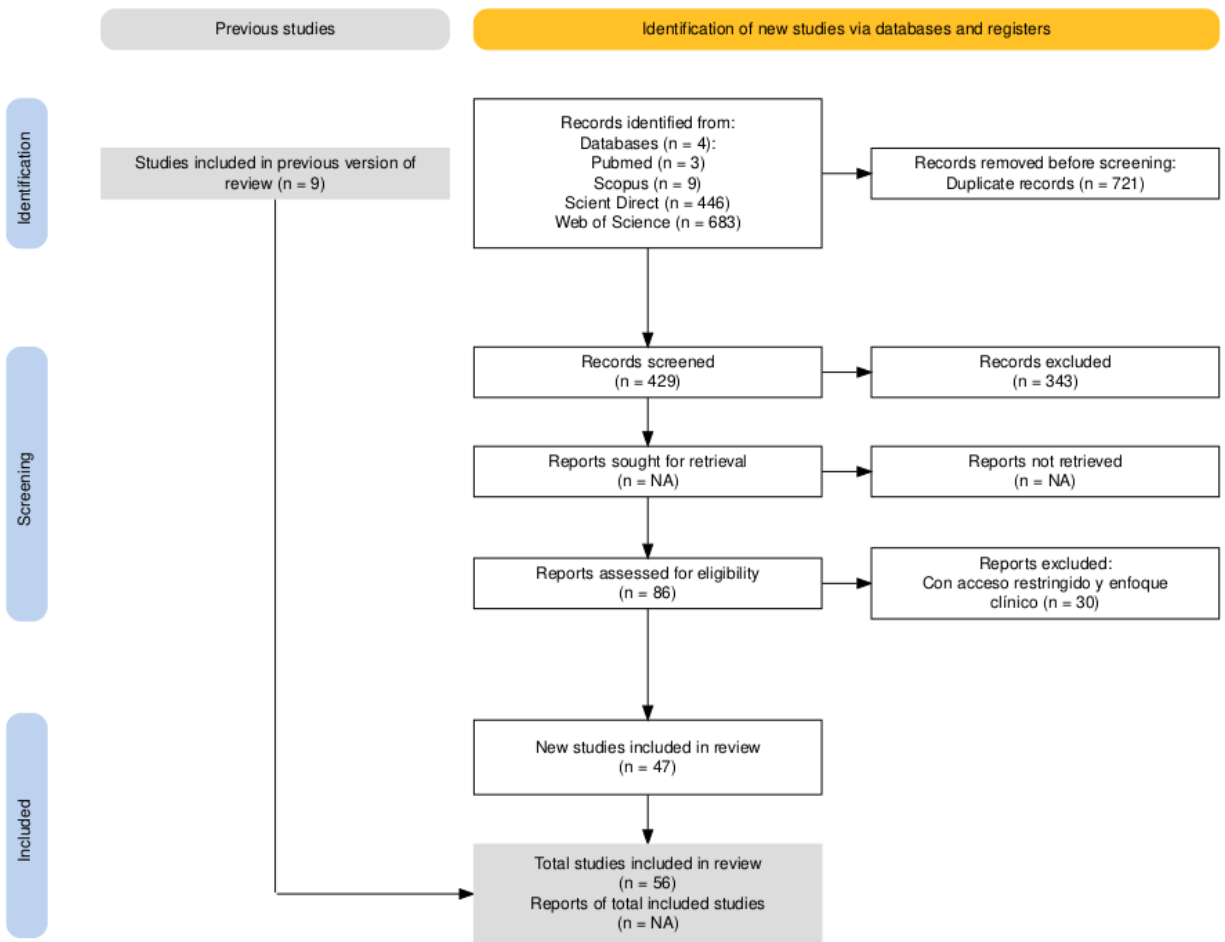 Previous studies
Identification of new studies via databases and registers
Identification
Studies included in previous version of
review (n = 9)
Records identified from:
Databases (n = 4):
Pubmed (n = 3)
Scopus (n = 9)
Scient Direct (n = 446)
Web of Science (n = 683)
Records removed before screening:
Duplicate records (n = 721)
Screening
Records screened
(n = 429)
Records excluded
(n = 343)
Reports sought for retrieval
(n = NA)
Reports not retrieved
(n = NA)
Reports assessed for eligibility
(n = 86)
Reports excluded:
Con acceso restringido y enfoque
clínico (n = 30)
Included
New studies included in review
(n = 47)
Total studies included in review
(n = 56)
Reports of total included studies
(n = NA)